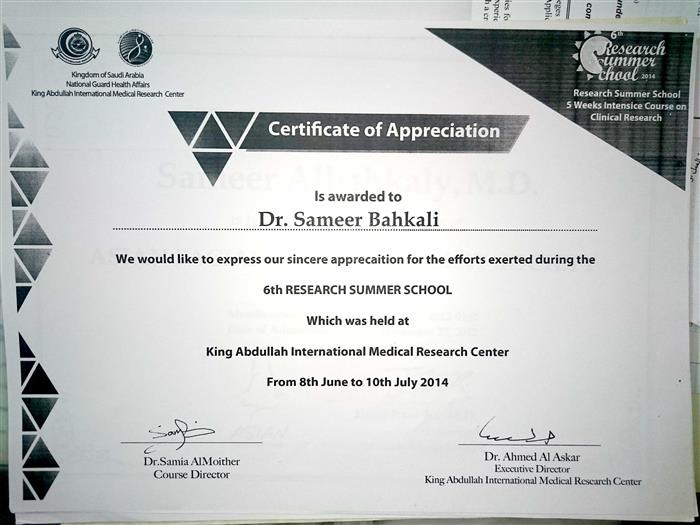 Kingdom of Saudi Arabia
National Guard Health Affairs
King Abdullah International Medical Research Center
6th
Research
Summer
School 2014
Research Summer School
5 Weeks Intensice Course on
Clinical Research
Certificate of Appreciation
Is awarded to
Dr. Sameer Bahkali
We would like to express our sincere apprecaition for the efforts exerted during the
6th RESEARCH SUMMER SCHOOL
Which was held at
King Abdullah International Medical Research Center
From 8th June to 10th July 2014
Dr.Samia AlMoither
Course Director
Dr. Ahmed Al Askar
Executive Director
King Abdullah International Medical Research Center